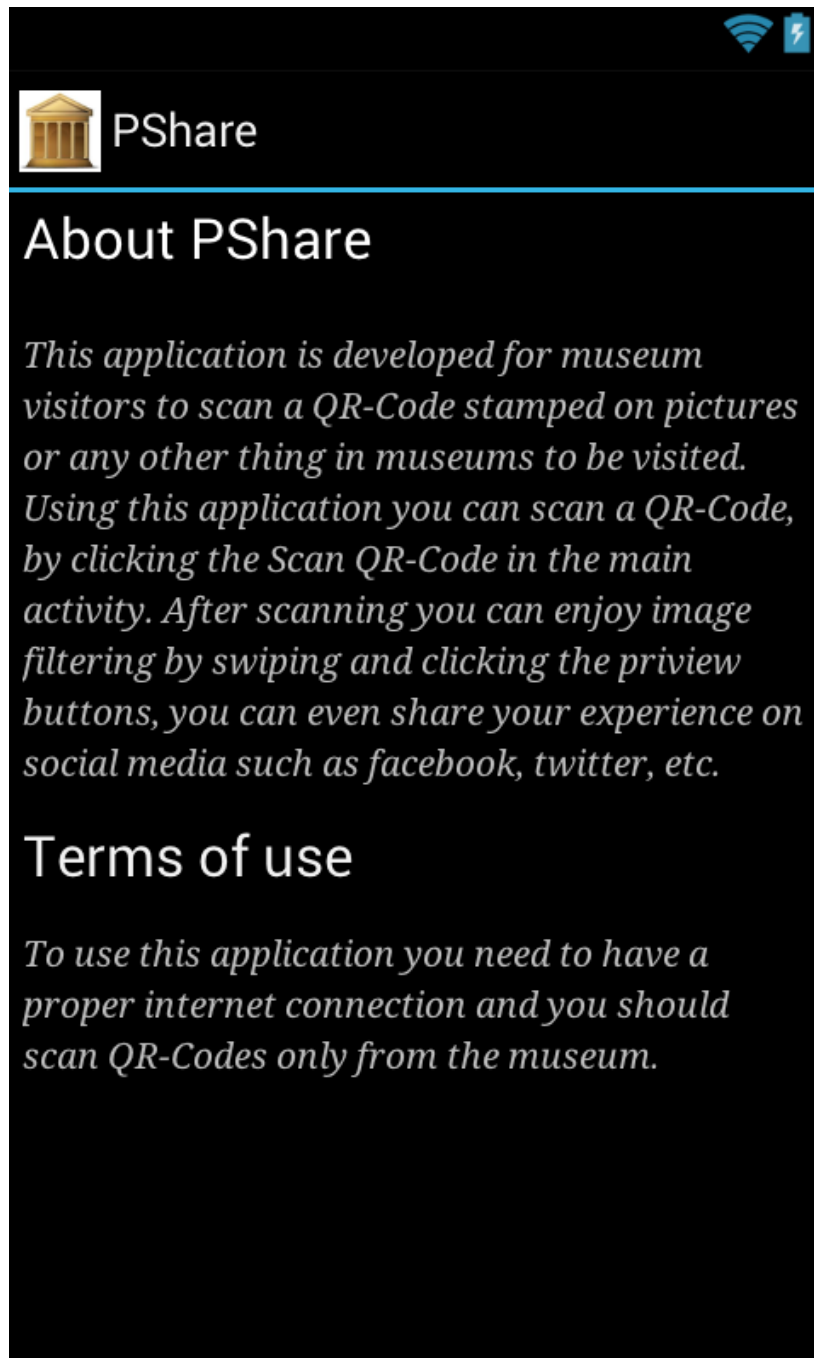 PShare
About PShare
This application is developed for museum
visitors to scan a QR-Code stamped on pictures
or any other thing in museums to be visited.
Using this application you can scan a QR-Code,
by clicking the Scan QR-Code in the main
activity. After scanning you can enjoy image
filtering by swiping and clicking the priview
buttons, you can even share your experience on
social media such as facebook, twitter, etc.
Terms of use
To use this application you need to have a
proper internet connection and you should
scan QR-Codes only from the museum.